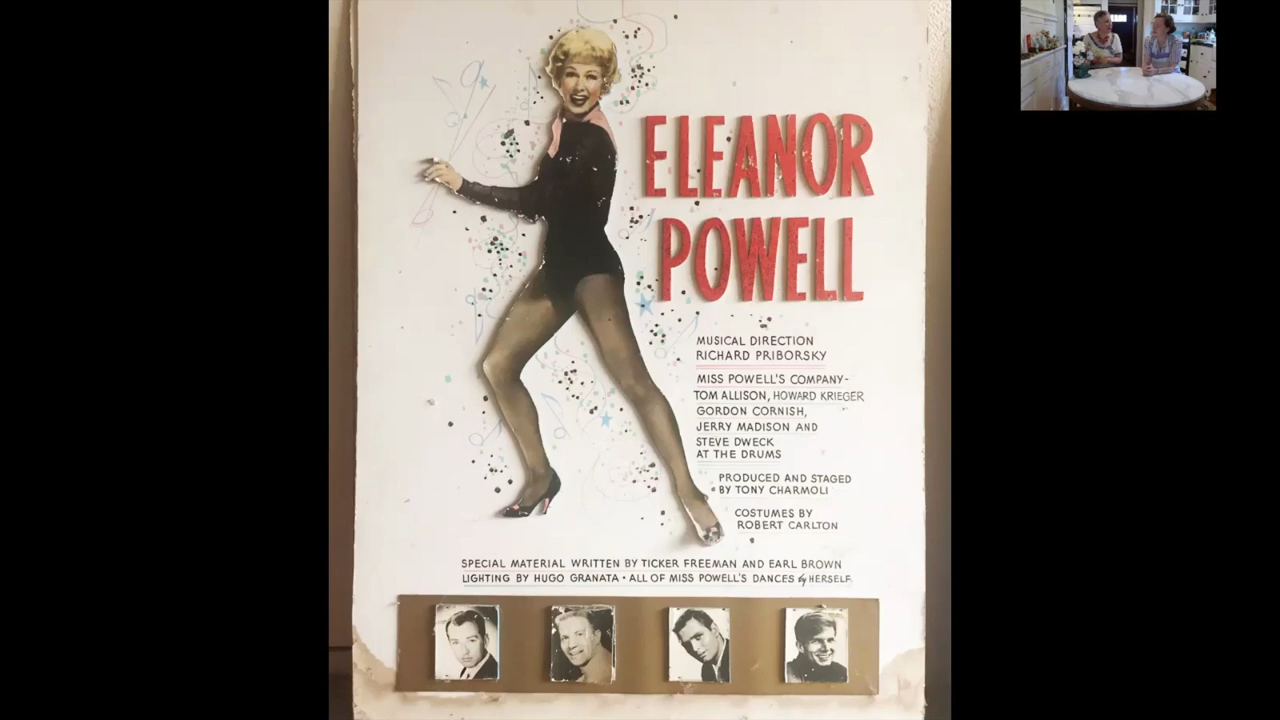 ELEANOR
POWELL
MUSICAL DIRECTION
RICHARD PRIBORSKY
MISS POWELL'S COMPANY-
TOM ALLISON, HOWARD KRIEGER
GORDON CORNISH,
JERRY MADISON AND
STEVE DWECK
AT THE DRUMS
PRODUCED AND STAGED
BY TONY CHARMOLI
COSTUMES BY
ROBERT CARLTON
SPECIAL MATERIAL WRITTEN BY TICKER FREEMAN AND EARL BROWN
LIGHTING BY HUGO GRANATA • ALL OF MISS POWELL'S DANCES by HERSELF